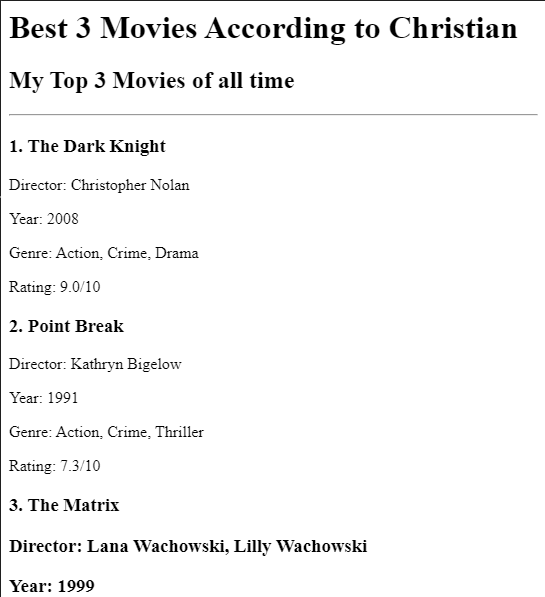 Best 3 Movies According to Christian
My Top 3 Movies of all time
1. The Dark Knight
Director: Christopher Nolan
Year: 2008
Genre: Action, Crime, Drama
Rating: 9.0/10
2. Point Break
Director: Kathryn Bigelow
Year: 1991
Genre: Action, Crime, Thriller
Rating: 7.3/10
3. The Matrix
Director: Lana Wachowski, Lilly Wachowski
Year: 1999